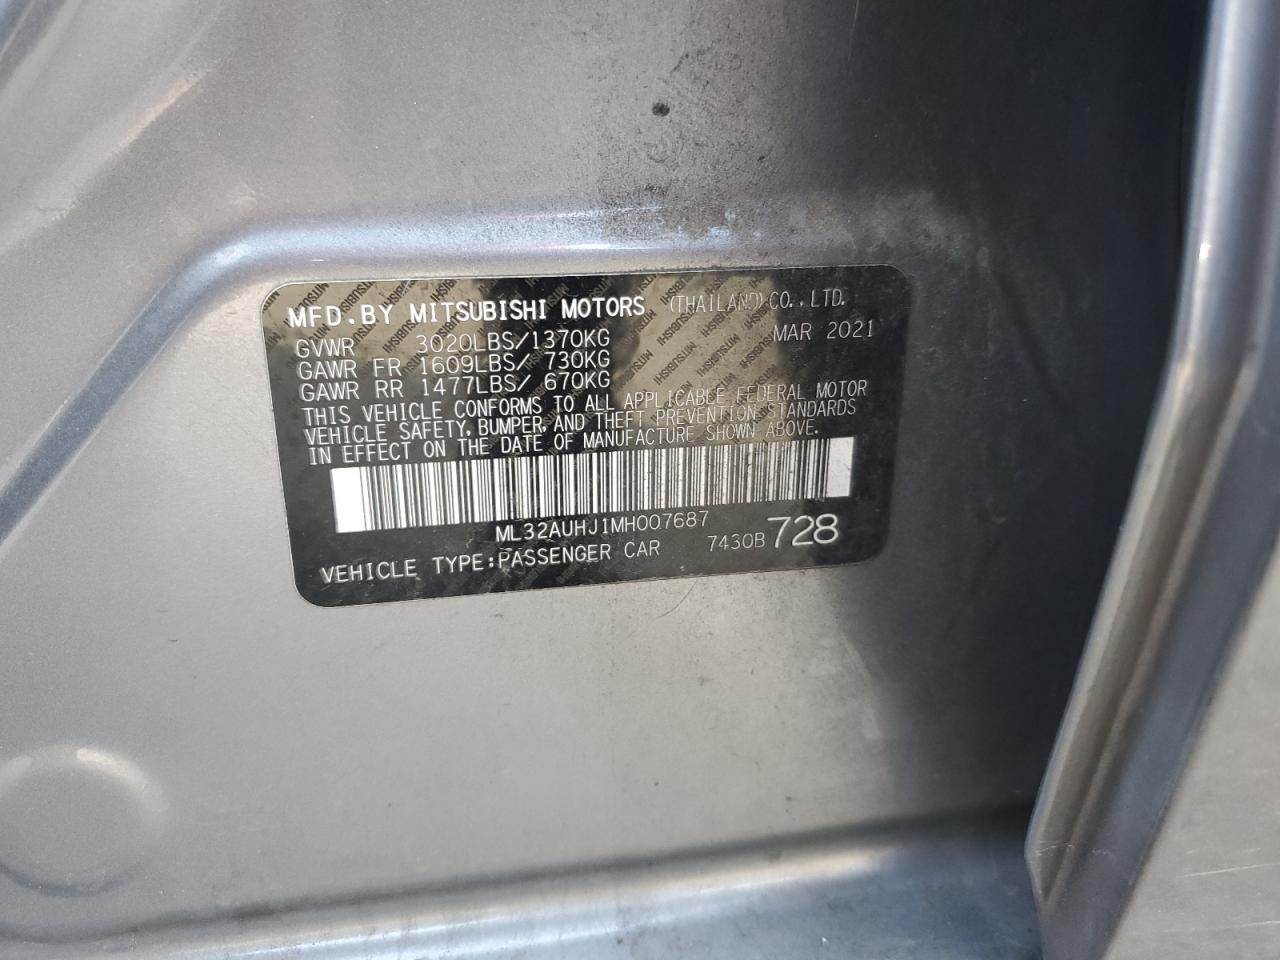 MFD.BY MITSUBISHI MOTORS (THAILAND) CO.,LTD.
GVWR 3020LBS/1370KG MAR 2021
GAWR FR 1609LBS/ 730KG
GAWR RR 1477LBS/ 670KG
THIS VEHICLE CONFORMS TO ALL APPLICABLE FEDERAL MOTOR
VEHICLE SAFETY, BUMPER, AND THEFT PREVENTION STANDARDS
IN EFFECT ON THE DATE OF MANUFACTURE SHOWN ABOVE.
ML32AUHJ1MH007687
VEHICLE TYPE:PASSENGER CAR 7430B 728